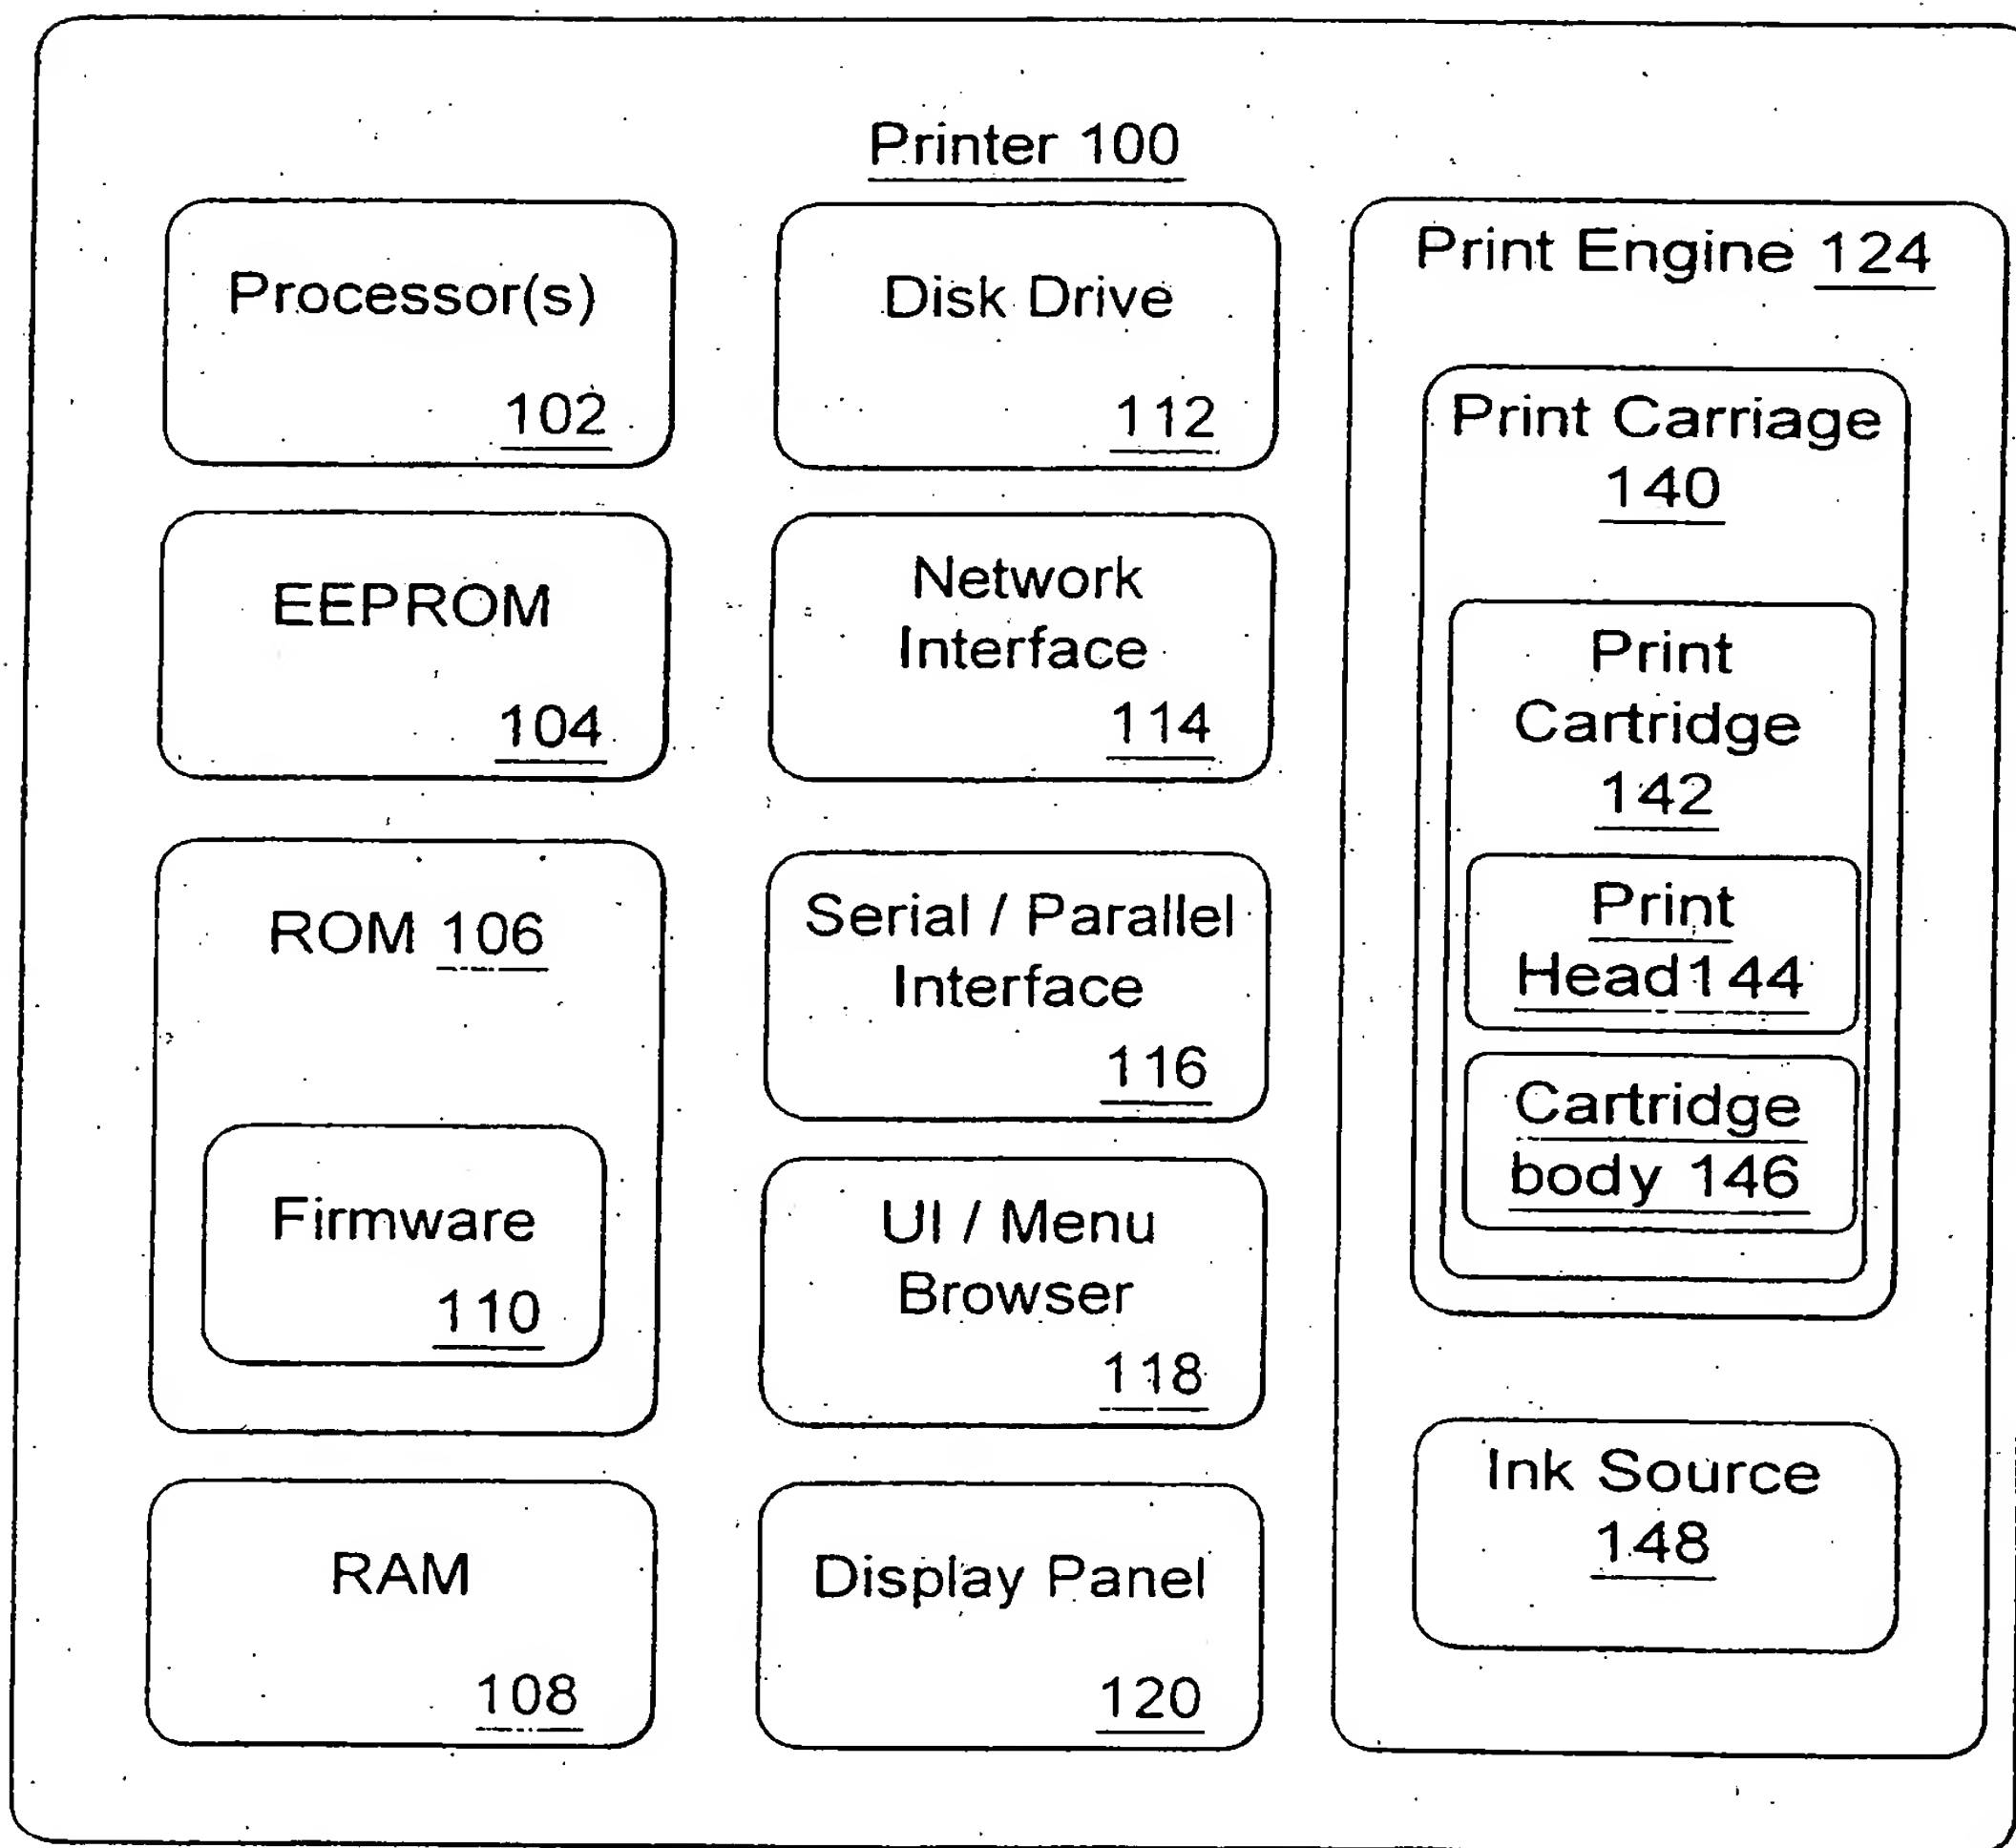 Printer 100
Processor(s)
102
EEPROM
104
ROM 106
Firmware
110
RAM
108
Disk Drive
112
Network
Interface
114
Serial / Parallel
Interface
116
UI / Menu
Browser
118
Display Panel
120
Print Engine 124
Print Carriage
140
Print
Cartridge
142
Print
Head144
Cartridge
body 146
Ink Source
148